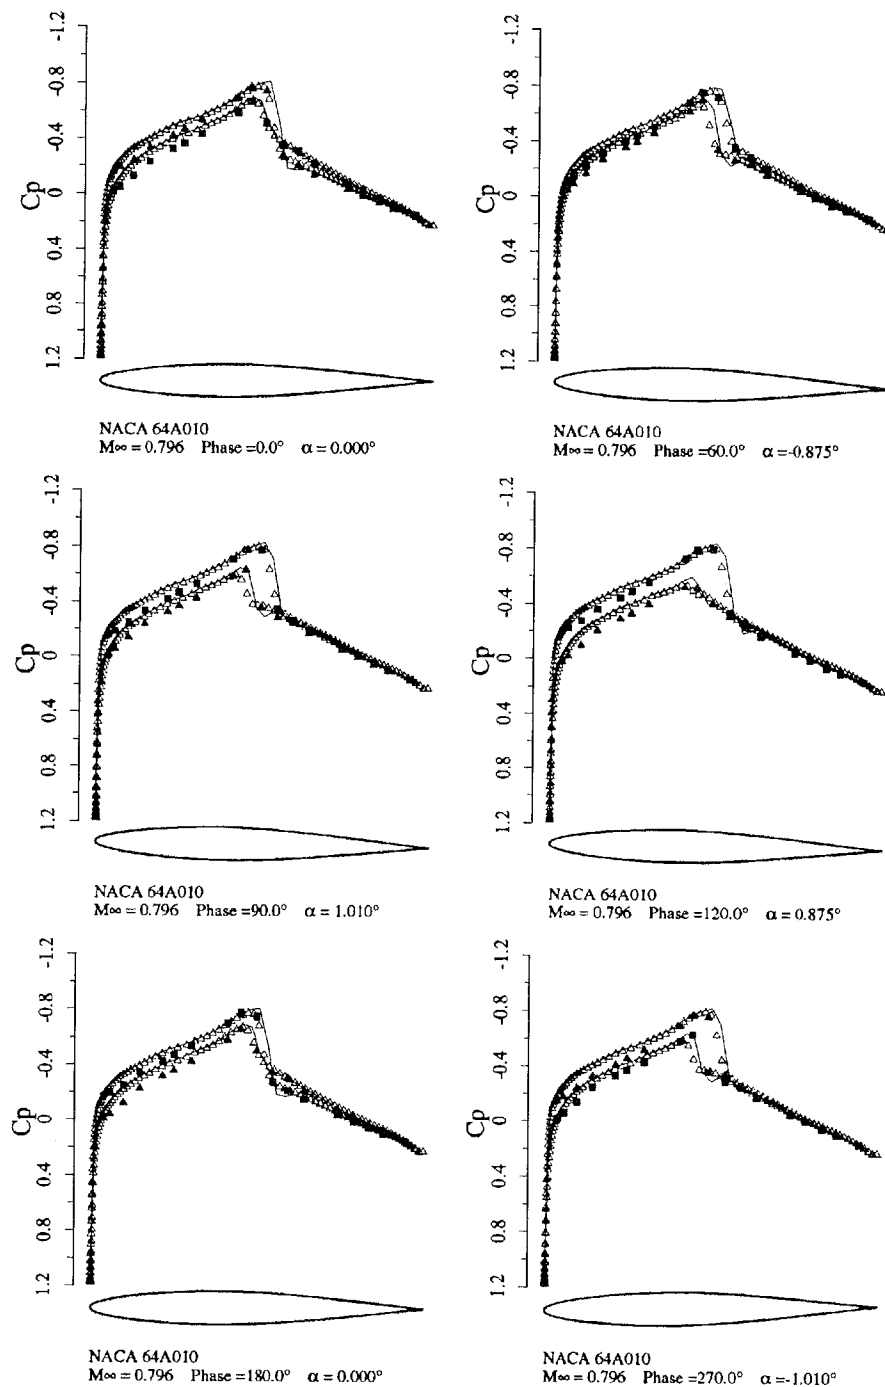 -1.2
-0.8
-0.4
0
0.4
0.8
1.2
Cp
NACA 64A010
M∞ = 0.796 Phase =0.0° α = 0.000°
-1.2
-0.8
-0.4
0
0.4
0.8
1.2
Cp
NACA 64A010
M∞ = 0.796 Phase =60.0° α =-0.875°
-1.2
-0.8
-0.4
0
0.4
0.8
1.2
Cp
NACA 64A010
M∞ = 0.796 Phase =90.0° α = 1.010°
-1.2
-0.8
-0.4
0
0.4
0.8
1.2
Cp
NACA 64A010
M∞ = 0.796 Phase =120.0° α = 0.875°
-1.2
-0.8
-0.4
0
0.4
0.8
1.2
Cp
NACA 64A010
M∞ = 0.796 Phase =180.0° α = 0.000°
-1.2
-0.8
-0.4
0
0.4
0.8
1.2
Cp
NACA 64A010
M∞ = 0.796 Phase =270.0° α =-1.010°